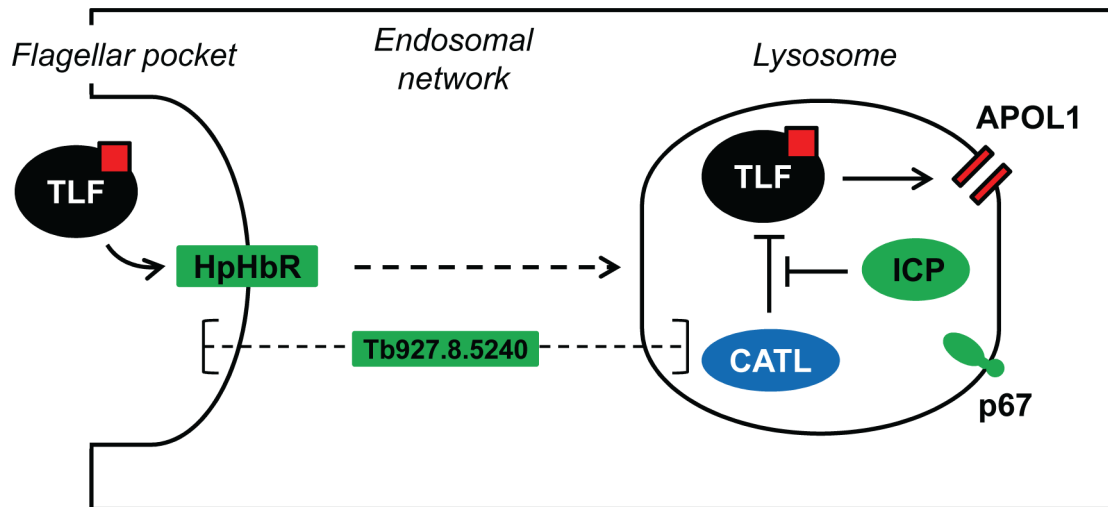 Flagellar pocket
Endosomal
network
Lysosome
APOL1
TLF
TLF
HpHbR
ICP
Tb927.8.5240
CATL
p67